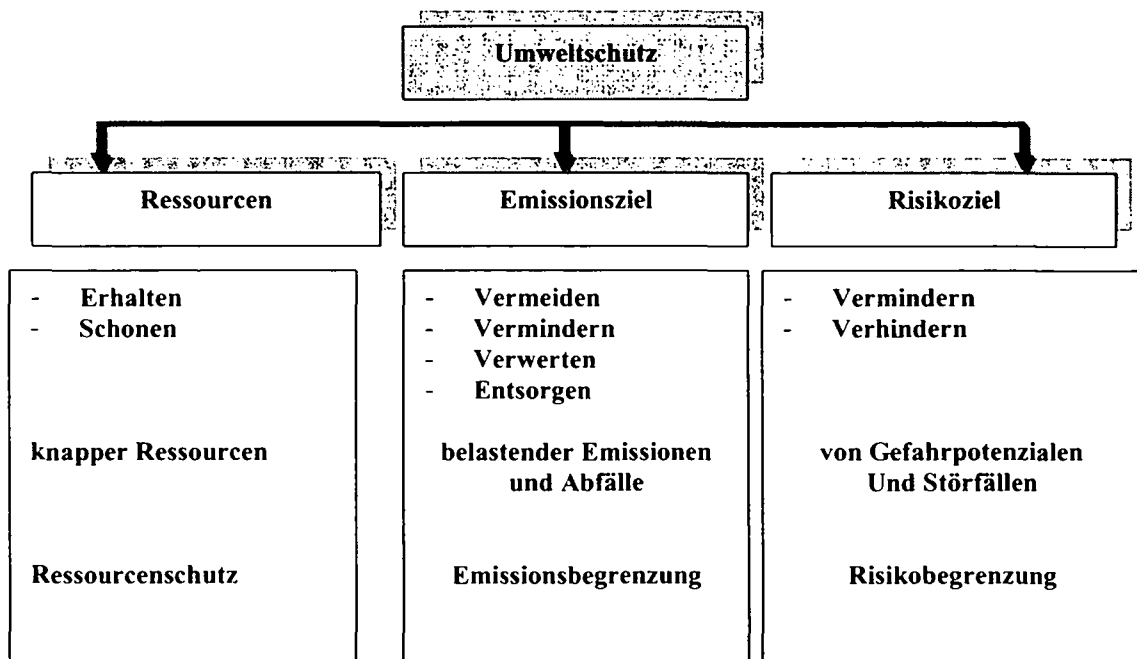 Umweltschutz
Ressourcen
Emissionsziel
Risikoziel
- Erhalten
- Schonen
knapper Ressourcen
Ressourcenschutz
- Vermeiden
- Vermindern
- Verwerten
- Entsorgen
belastender Emissionen
und Abfälle
Emissionsbegrenzung
- Vermindern
- Verhindern
von Gefahrpotenzialen
Und Störfällen
Risikobegrenzung